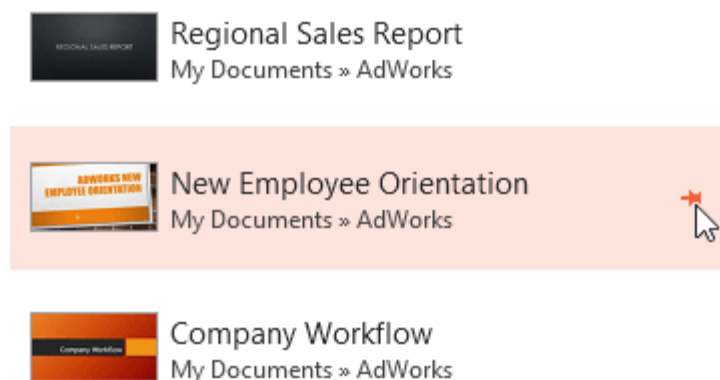 REGIONAL SALES REPORT
Regional Sales Report
My Documents » AdWorks
ADWORKS NEW
EMPLOYEE ORIENTATION
New Employee Orientation
My Documents » AdWorks
Company Workflow
Company Workflow
My Documents » AdWorks